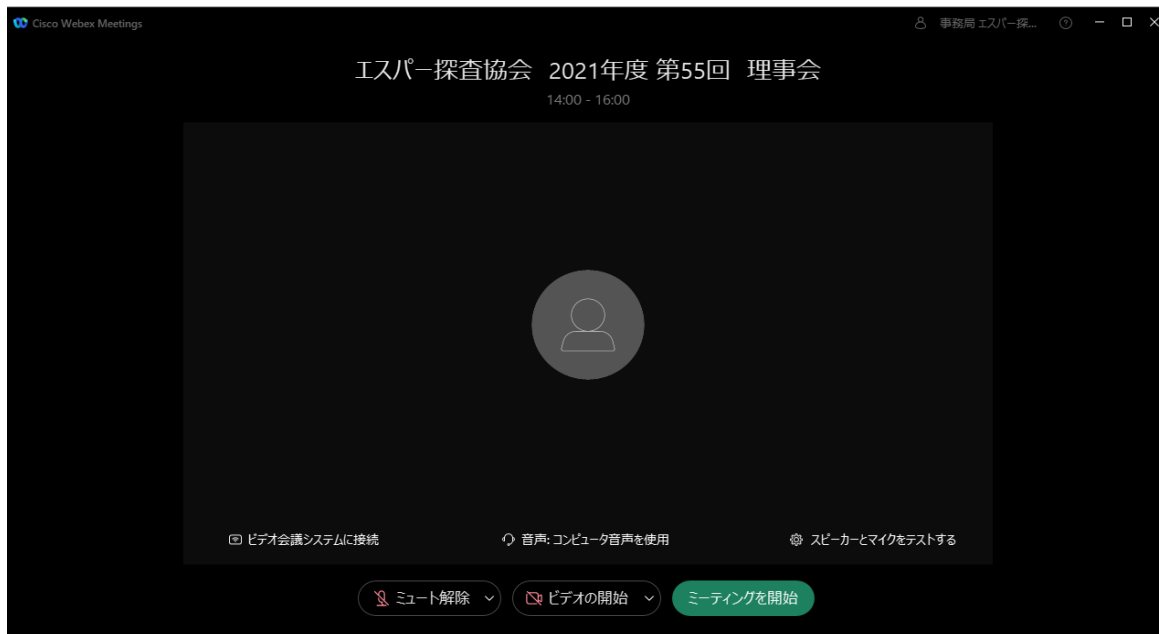 Cisco Webex Meetings
事務局 エスパー探...
エスパー探査協会 2021年度 第55回 理事会
14:00 - 16:00
ビデオ会議システムに接続
音声: コンピュータ音声を使用
スピーカーとマイクをテストする
ミュート解除
ビデオの開始
ミーティングを開始